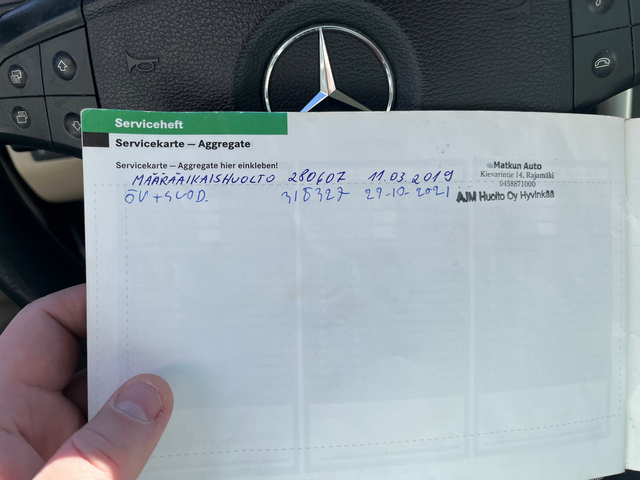 Serviceheft
Servicekarte – Aggregate
Servicekarte – Aggregate hier einkleben!
MÄÄRÄAIKAISHUOLTO 280607 11.03.2019
Matkun Auto
Kievarintie 14, Rajamäki
0458871000
ÖV + SUOD. 318327 29-10-2021
AJM Huolto Oy Hyvinkää